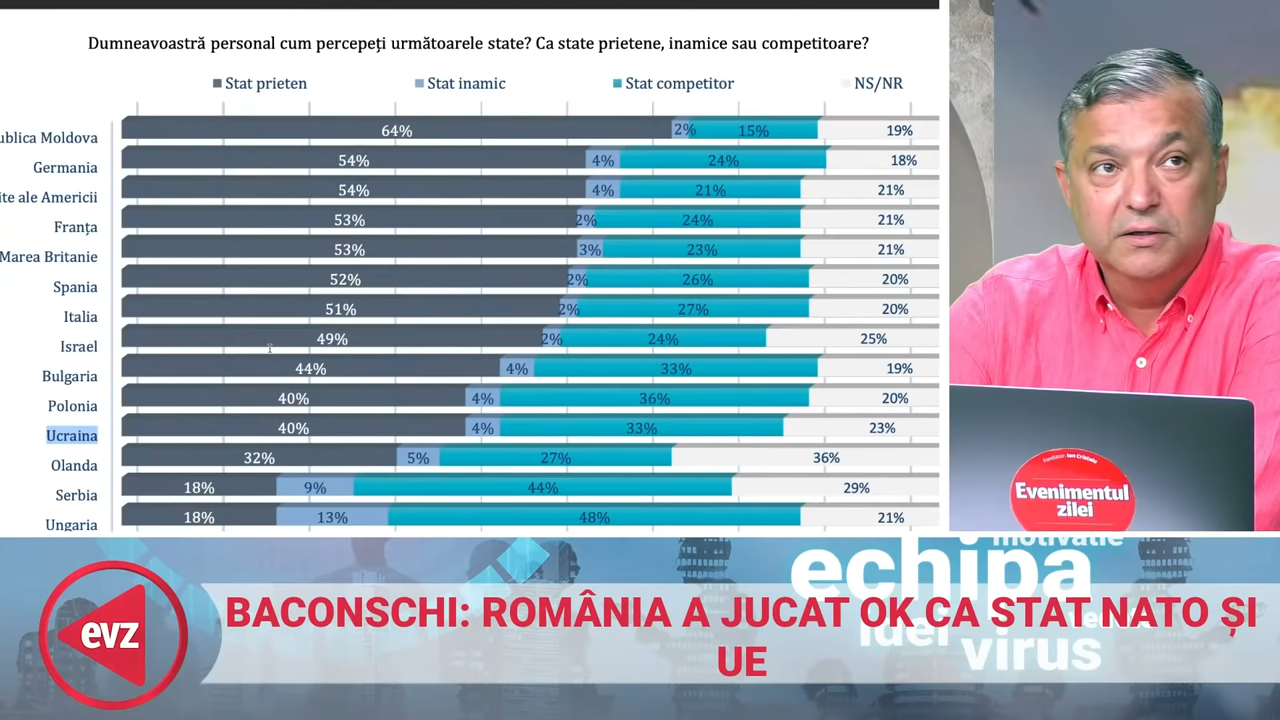 Dumneavoastră personal cum percepeți următoarele state? Ca state prietene, inamice sau competitoare?
Stat prieten Stat inamic Stat competitor NS/NR
ublica Moldova 64% 2% 15% 19%
Germania 54% 4% 24% 18%
ite ale Americii 54% 4% 21% 21%
Franța 53% 2% 24% 21%
Marea Britanie 53% 3% 23% 21%
Spania 52% 2% 26% 20%
Italia 51% 2% 27% 20%
Israel 49% 2% 24% 25%
Bulgaria 44% 4% 33% 19%
Polonia 40% 4% 36% 20%
Ucraina 40% 4% 33% 23%
Olanda 32% 5% 27% 36%
Serbia 18% 9% 44% 29%
Ungaria 18% 13% 48% 21%
Fondator: Ion Cristoiu
Evenimentul
zilei
motivatie
echipa
idei
virus
evz
BACONSCHI: ROMÂNIA A JUCAT OK CA STAT NATO ȘI
UE